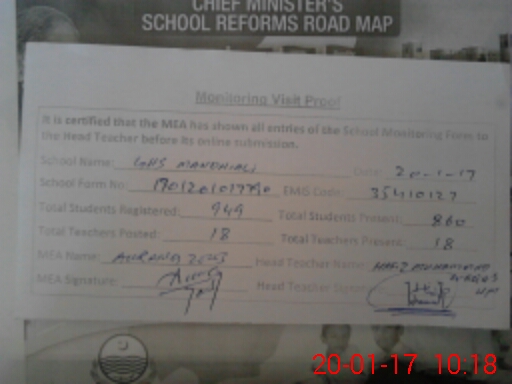 CHIEF MINISTER'S
SCHOOL REFORMS ROAD MAP
Monitoring Visit Proof
It is certified that the MEA has shown all entries of the School Monitoring Form to
the Head Teacher before its online submission.
School Name: GHS MANDHIALI Date: 20-1-17
School Form No: EMIS Code: 35410127
Total Students Registered: 949 Total Students Present: 860
Total Teachers Posted: 18 Total Teachers Present: 18
MEA Name: Head Teacher Name: HAFIZ MUHAMMAD
MEA Signature: Head Teacher Signature:
20-01-17 10:18